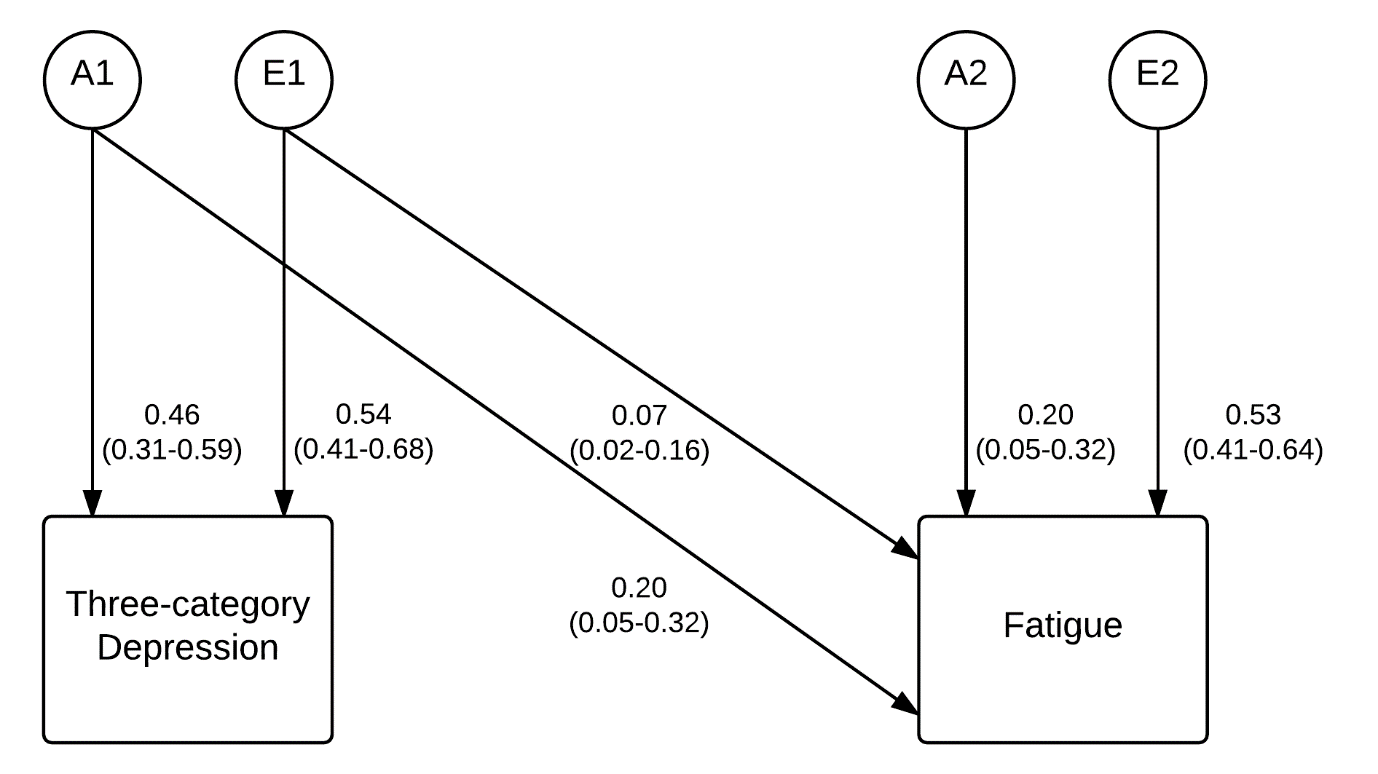 A1
E1
A2
E2
0.46
(0.31-0.59)
0.54
(0.41-0.68)
0.07
(0.02-0.16)
0.20
(0.05-0.32)
0.53
(0.41-0.64)
0.20
(0.05-0.32)
Three-category
Depression
Fatigue